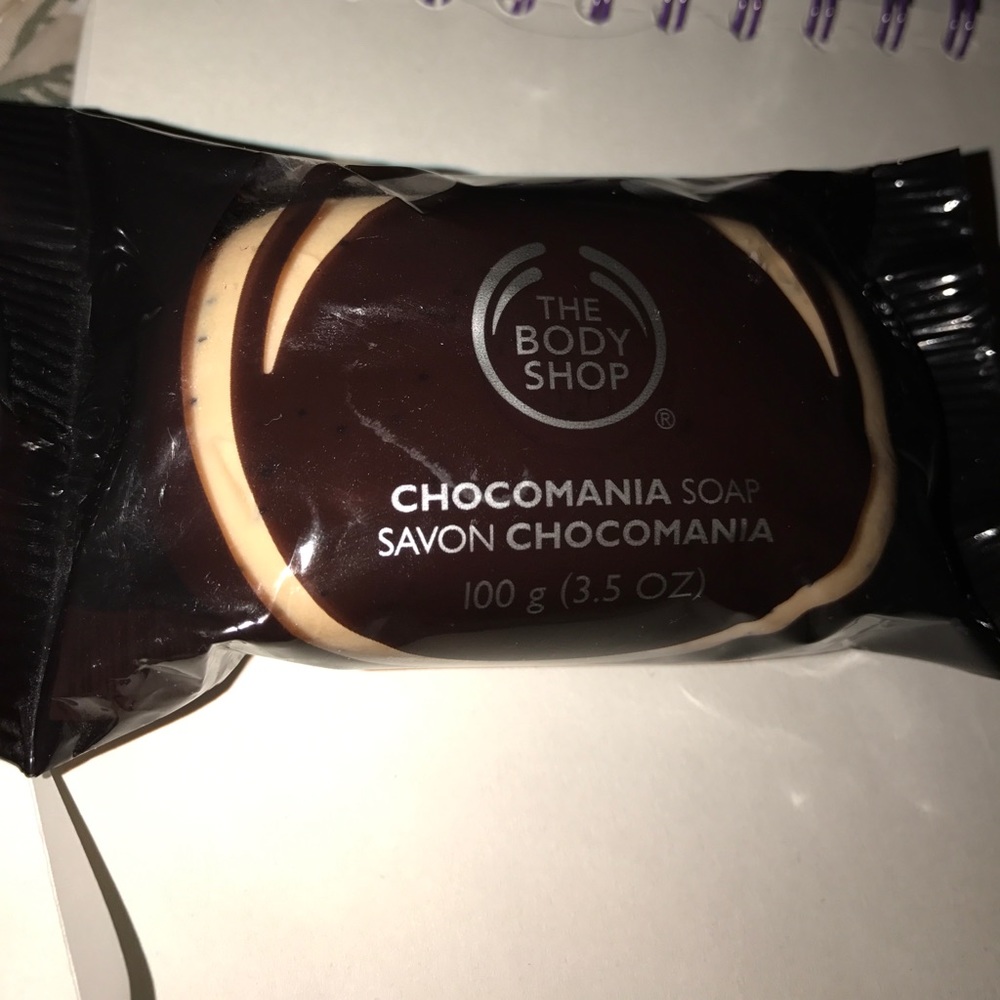 THE
BODY
SHOP
®
CHOCOMANIA SOAP
SAVON CHOCOMANIA
100 g (3.5 OZ)